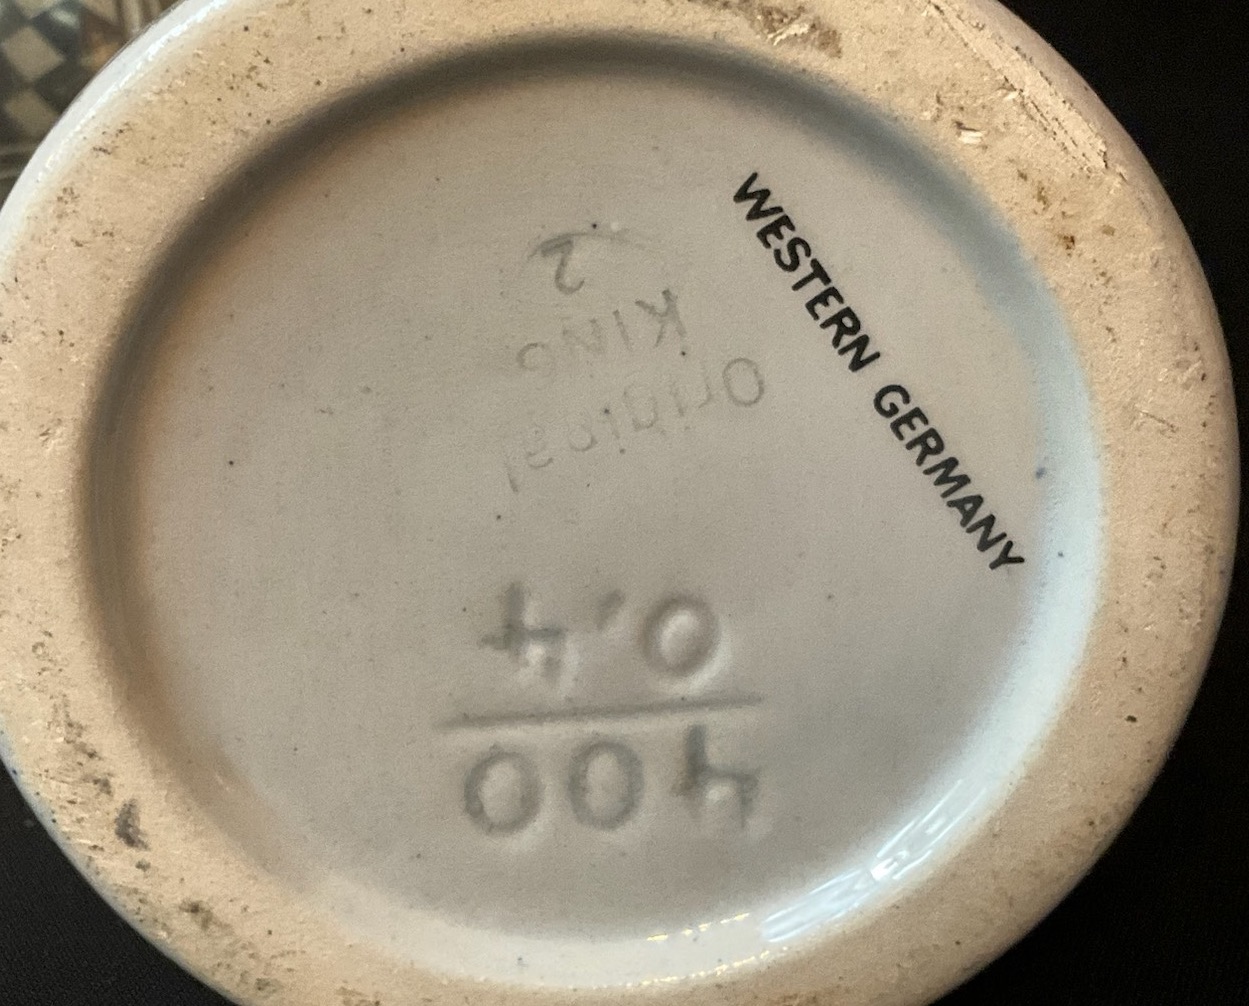 WESTERN GERMANY
400
0.4
Original
KING
2